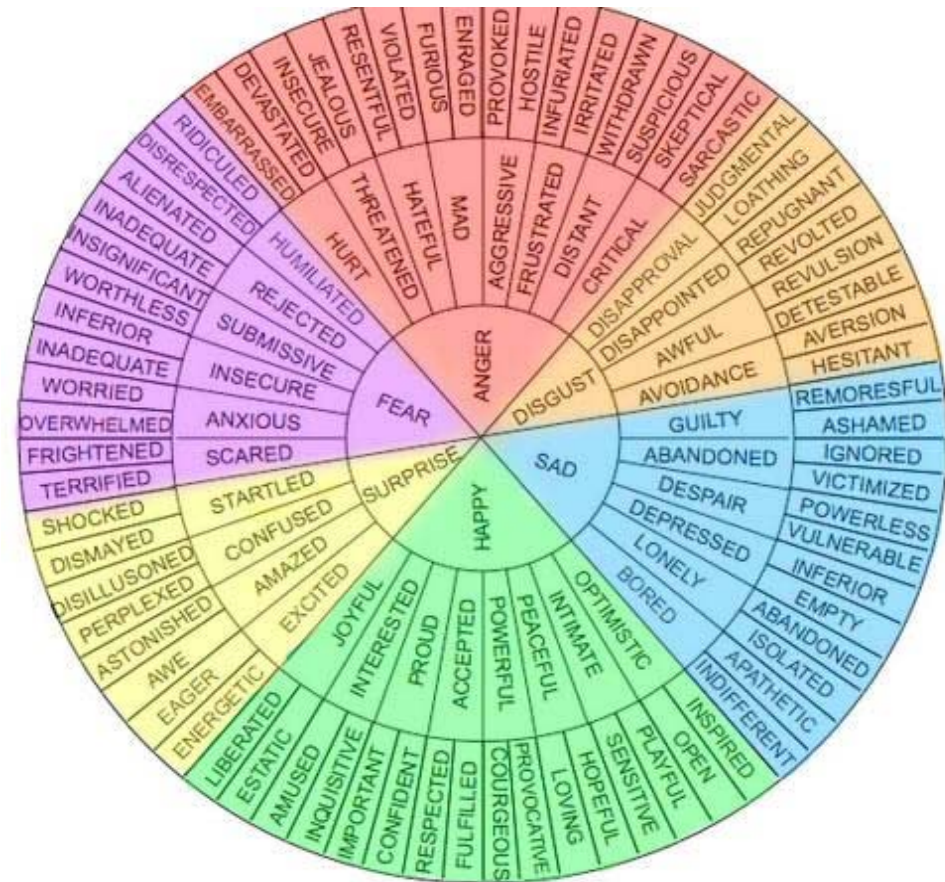 ANGER
HURT
THREATENED
HATEFUL
MAD
AGGRESSIVE
FRUSTRATED
DISTANT
CRITICAL
EMBARRASSED
DEVASTATED
INSECURE
JEALOUS
RESENTFUL
VIOLATED
FURIOUS
ENRAGED
PROVOKED
HOSTILE
INFURIATED
IRRITATED
WITHDRAWN
SUSPICIOUS
SKEPTICAL
SARCASTIC
DISGUST
DISAPPROVAL
DISAPPOINTED
AWFUL
AVOIDANCE
JUDGMENTAL
LOATHING
REPUGNANT
REVOLTED
REVULSION
DETESTABLE
AVERSION
HESITANT
SAD
GUILTY
ABANDONED
DESPAIR
DEPRESSED
LONELY
BORED
REMORESFUL
ASHAMED
IGNORED
VICTIMIZED
POWERLESS
VULNERABLE
INFERIOR
EMPTY
ABANDONED
ISOLATED
APATHETIC
INDIFFERENT
HAPPY
OPTIMISTIC
INTIMATE
PEACEFUL
POWERFUL
ACCEPTED
PROUD
INTERESTED
JOYFUL
INSPIRED
OPEN
PLAYFUL
SENSITIVE
HOPEFUL
LOVING
PROVOCATIVE
COURGEOUS
FULFILLED
RESPECTED
CONFIDENT
IMPORTANT
INQUISITIVE
AMUSED
ESTATIC
LIBERATED
SURPRISE
EXCITED
AMAZED
CONFUSED
STARTLED
ENERGETIC
EAGER
AWE
ASTONISHED
PERPLEXED
DISILLUSONED
DISMAYED
SHOCKED
FEAR
SCARED
ANXIOUS
INSECURE
SUBMISSIVE
REJECTED
HUMILIATED
TERRIFIED
FRIGHTENED
OVERWHELMED
WORRIED
INADEQUATE
INFERIOR
WORTHLESS
INSIGNIFICANT
INADEQUATE
ALIENATED
DISRESPECTED
RIDICULED